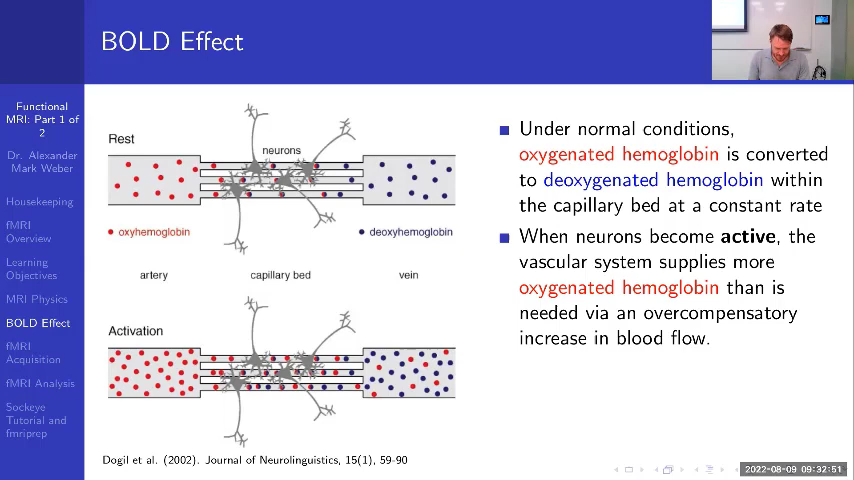 BOLD Effect
Functional
MRI: Part 1 of
2
Dr. Alexander
Mark Weber
Housekeeping
fMRI
Overview
Learning
Objectives
MRI Physics
BOLD Effect
fMRI
Acquisition
fMRI Analysis
Sockeye
Tutorial and
fmriprep
Rest
neurons
oxyhemoglobin
deoxyhemoglobin
artery
capillary bed
vein
Activation
Dogil et al. (2002). Journal of Neurolinguistics, 15(1), 59-90
Under normal conditions,
oxygenated hemoglobin is converted
to deoxygenated hemoglobin within
the capillary bed at a constant rate
When neurons become active, the
vascular system supplies more
oxygenated hemoglobin than is
needed via an overcompensatory
increase in blood flow.
2022-08-09 09:32:51